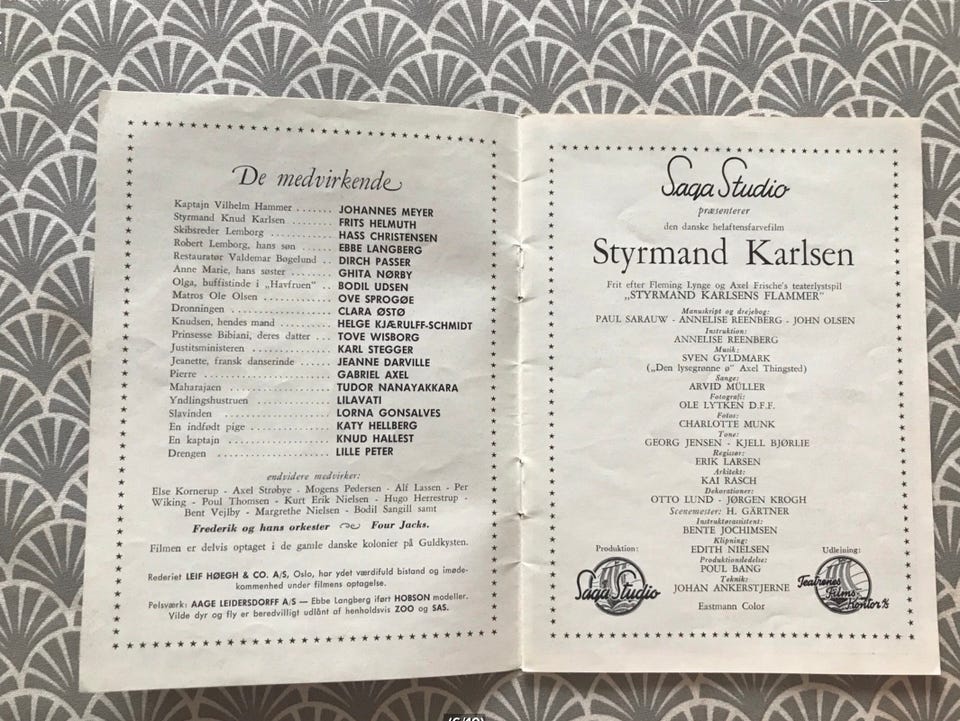 De medvirkende
Kaptajn Vilhelm Hammer ...... JOHANNES MEYER
Styrmand Knud Karlsen ........ FRITS HELMUTH
Skibsreder Lemborg ........... HASS CHRISTENSEN
Robert Lemborg, hans søn ..... EBBE LANGBERG
Restauratør Valdemar Bøgelund .. DIRCH PASSER
Anne Marie, hans søster ....... GHITA NØRBY
Olga, buffistinde i „Havfruen" .. BODIL UDSEN
Matros Ole Olsen ............. OVE SPROGØE
Dronningen .................. CLARA ØSTØ
Knudsen, hendes mand ........ HELGE KJÆRULFF-SCHMIDT
Prinsesse Bibiani, deres datter ... TOVE WISBORG
Justitsministeren .............. KARL STEGGER
Jeanette, fransk danserinde ...... JEANNE DARVILLE
Pierre ....................... GABRIEL AXEL
Maharajaen .................. TUDOR NANAYAKKARA
Yndlingshustruen ............. LILAVATI
Slavinden ................... LORNA GONSALVES
En indfødt pige .............. KATY HELLBERG
En kaptajn .................. KNUD HALLEST
Drengen .................... LILLE PETER
endvidere medvirker:
Else Kornerup - Axel Strøbye - Mogens Pedersen - Alf Lassen - Per
Wiking - Poul Thomsen - Kurt Erik Nielsen - Hugo Herrestrup -
Bent Vejlby - Margrethe Nielsen - Bodil Sangill samt
Frederik og hans orkester Four Jacks.
Filmen er delvis optaget i de gamle danske kolonier på Guldkysten.
Rederiet LEIF HØEGH & CO. A/S, Oslo, har ydet værdifuld bistand og imøde-
kommenhed under filmens optagelse.
Pelsværk: AAGE LEIDERSDORFF A/S — Ebbe Langberg iført HOBSON modeller.
Vilde dyr og fly er beredvilligt udlånt af henholdsvis ZOO og SAS.
Saga Studio
præsenterer
den danske helaftensfarvefilm
Styrmand Karlsen
Frit efter Fleming Lynge og Axel Frische's teaterlystspil
„STYRMAND KARLSENS FLAMMER"
Manuskript og drejebog:
PAUL SARAUW - ANNELISE REENBERG - JOHN OLSEN
Instruktion:
ANNELISE REENBERG
Musik:
SVEN GYLDMARK
(„Den lysegrønne ø" Axel Thingsted)
Sange:
ARVID MÜLLER
Fotografi:
OLE LYTKEN D.F.F.
Fotos:
CHARLOTTE MUNK
Tone:
GEORG JENSEN - KJELL BJØRLIE
Regissør:
ERIK LARSEN
Arkitekt:
KAI RASCH
Dekorationer:
OTTO LUND - JØRGEN KROGH
Scenemester: H. GÄRTNER
Instruktørassistent:
BENTE JOCHIMSEN
Klipning:
EDITH NIELSEN
Produktionsledelse:
POUL BANG
Teknik:
JOHAN ANKERSTJERNE
Eastmann Color
Produktion:
Saga Studio
Udlejning:
Teatrenes
Films-
Kontor A/S